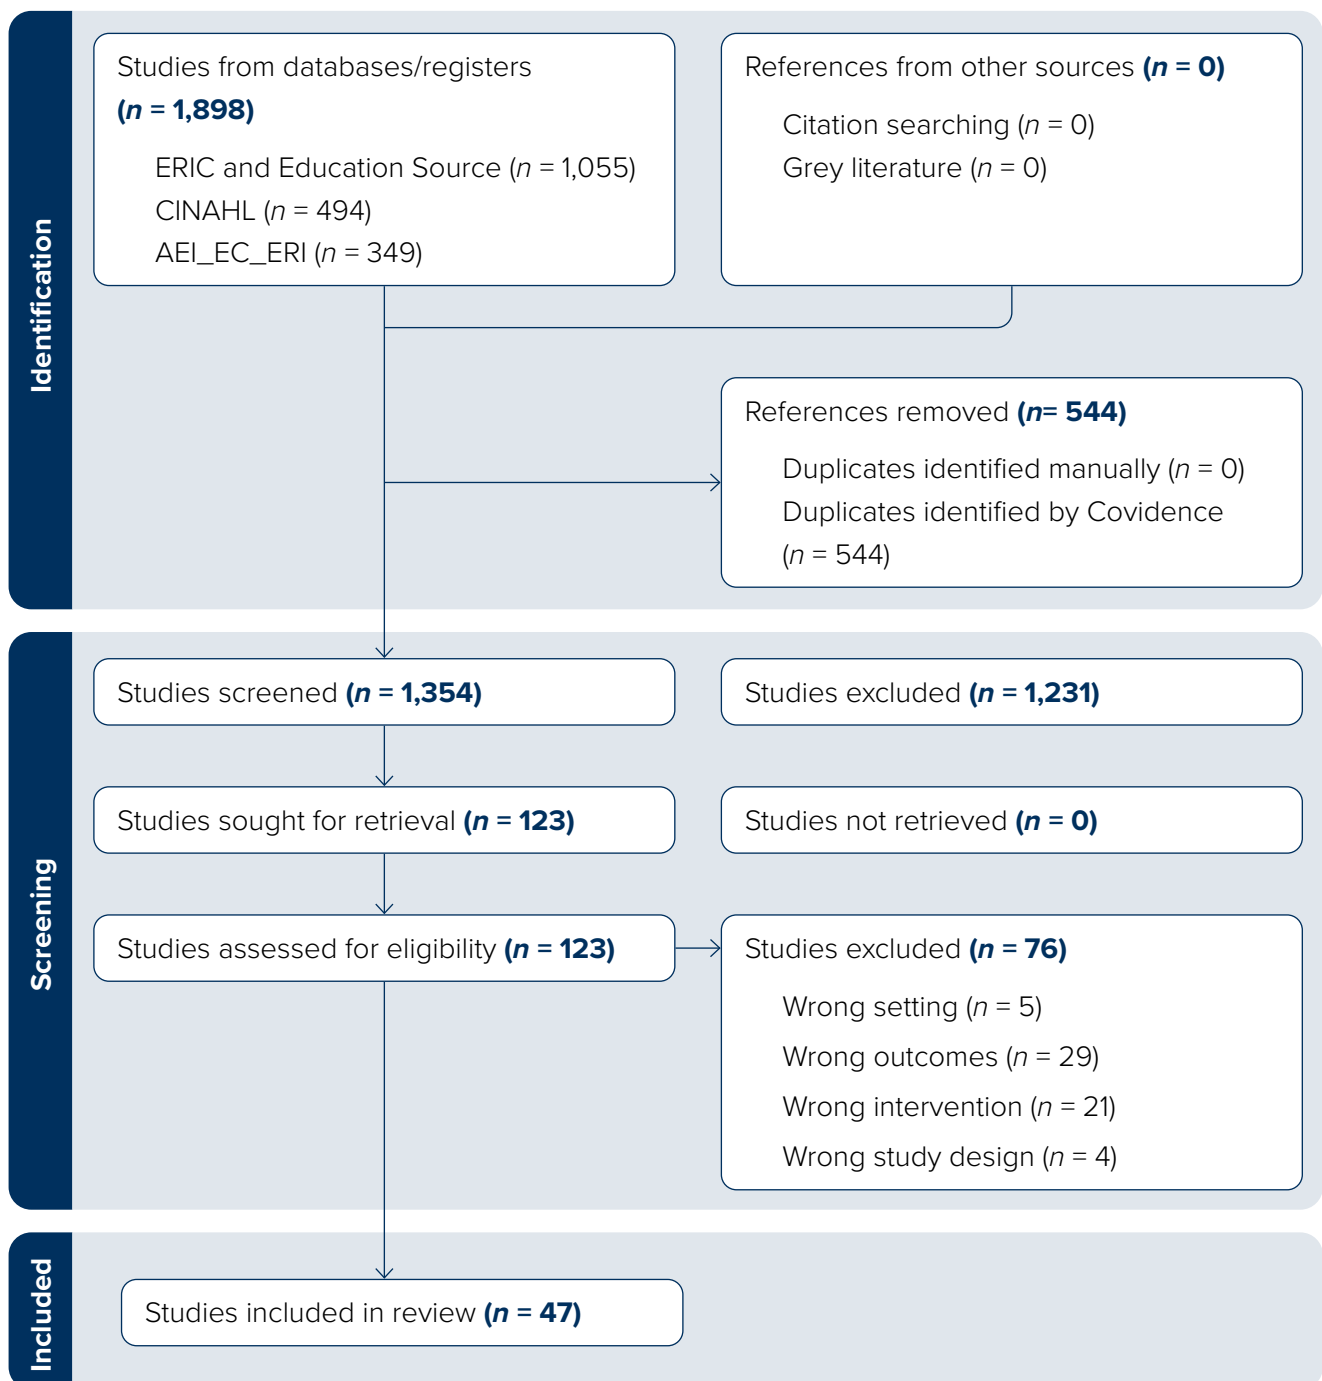 Identification
Studies from databases/registers
(n = 1,898)
ERIC and Education Source (n = 1,055)
CINAHL (n = 494)
AEI_EC_ERI (n = 349)
References from other sources (n = 0)
Citation searching (n = 0)
Grey literature (n = 0)
References removed (n= 544)
Duplicates identified manually (n = 0)
Duplicates identified by Covidence
(n = 544)
Screening
Studies screened (n = 1,354)
Studies excluded (n = 1,231)
Studies sought for retrieval (n = 123)
Studies not retrieved (n = 0)
Studies assessed for eligibility (n = 123)
Studies excluded (n = 76)
Wrong setting (n = 5)
Wrong outcomes (n = 29)
Wrong intervention (n = 21)
Wrong study design (n = 4)
Included
Studies included in review (n = 47)